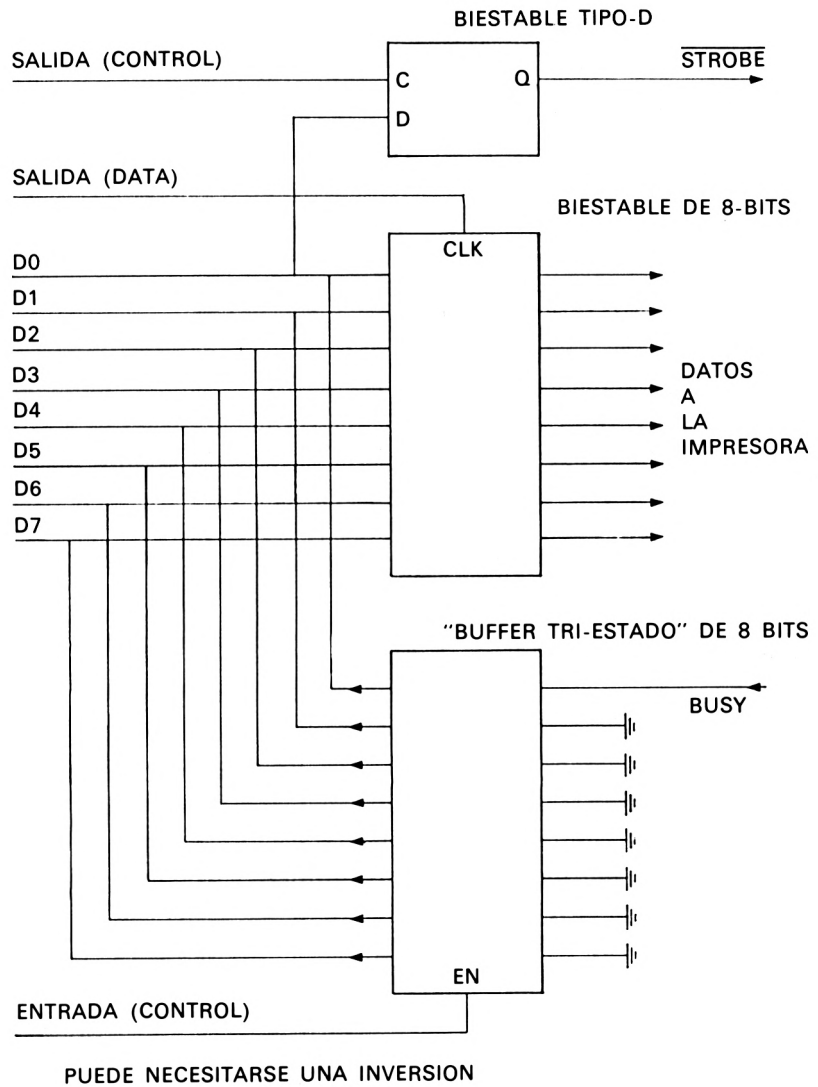 BIESTABLE TIPO-D
SALIDA (CONTROL)
STROBE
C
Q
D
SALIDA (DATA)
BIESTABLE DE 8-BITS
CLK
D0
D1
D2
D3
D4
D5
D6
D7
DATOS
A
LA
IMPRESORA
"BUFFER TRI-ESTADO" DE 8 BITS
BUSY
EN
ENTRADA (CONTROL)
PUEDE NECESITARSE UNA INVERSION